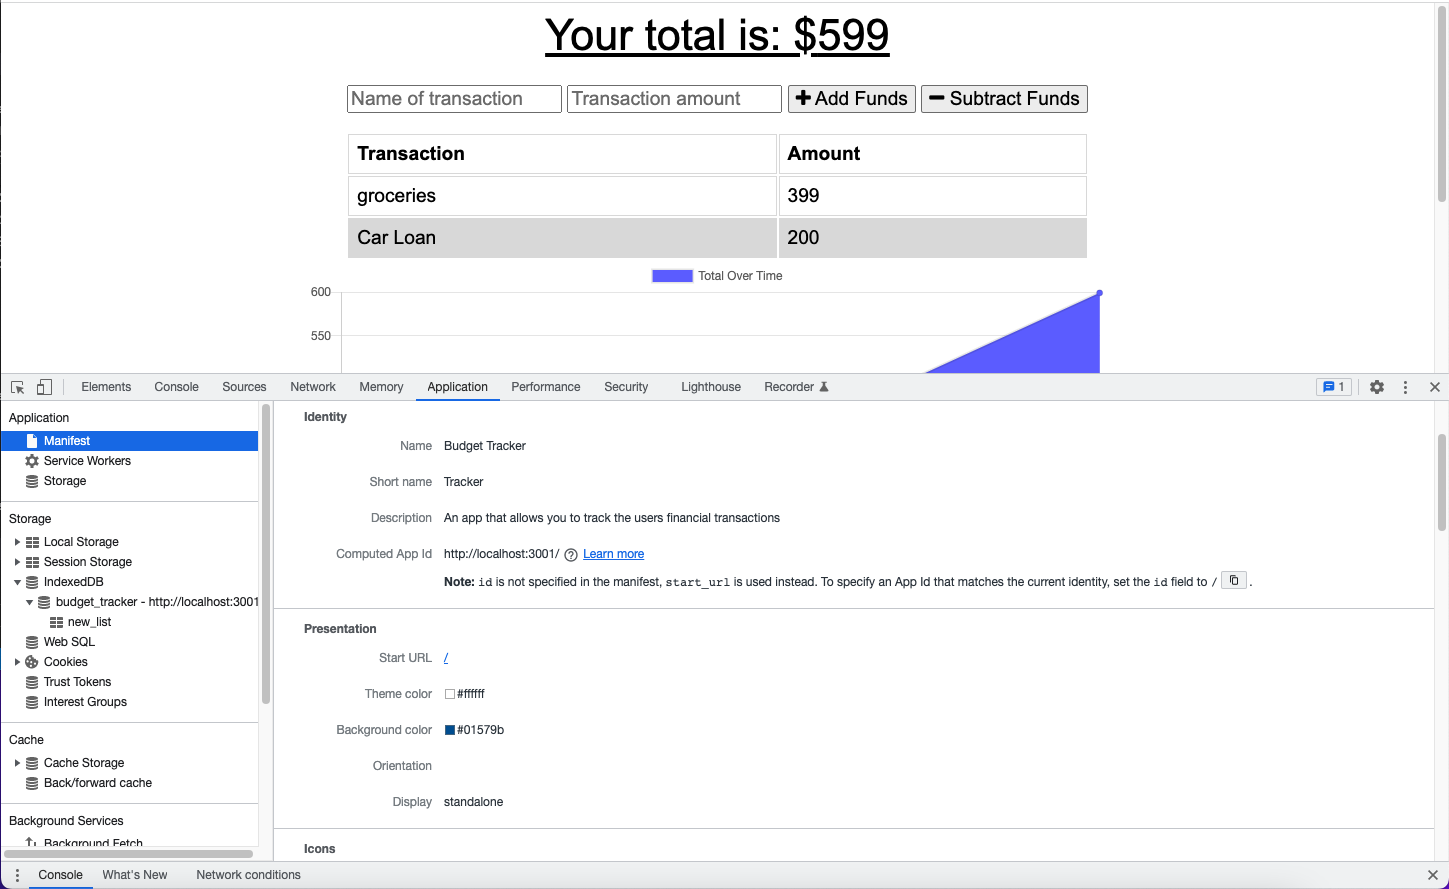 Your total is: $599
Name of transaction Transaction amount Add Funds Subtract Funds
Transaction Amount
groceries 399
Car Loan 200
Total Over Time
600
550
Elements Console Sources Network Memory Application Performance Security Lighthouse Recorder 1
Application
Manifest
Service Workers
Storage
Storage
Local Storage
Session Storage
IndexedDB
budget_tracker - http://localhost:3001
new_list
Web SQL
Cookies
Trust Tokens
Interest Groups
Cache
Cache Storage
Back/forward cache
Background Services
Background Fetch
Identity
Name Budget Tracker
Short name Tracker
Description An app that allows you to track the users financial transactions
Computed App Id http://localhost:3001/ ? Learn more
Note: id is not specified in the manifest, start_url is used instead. To specify an App Id that matches the current identity, set the id field to / .
Presentation
Start URL /
Theme color #ffffff
Background color #01579b
Orientation
Display standalone
Icons
Console What's New Network conditions